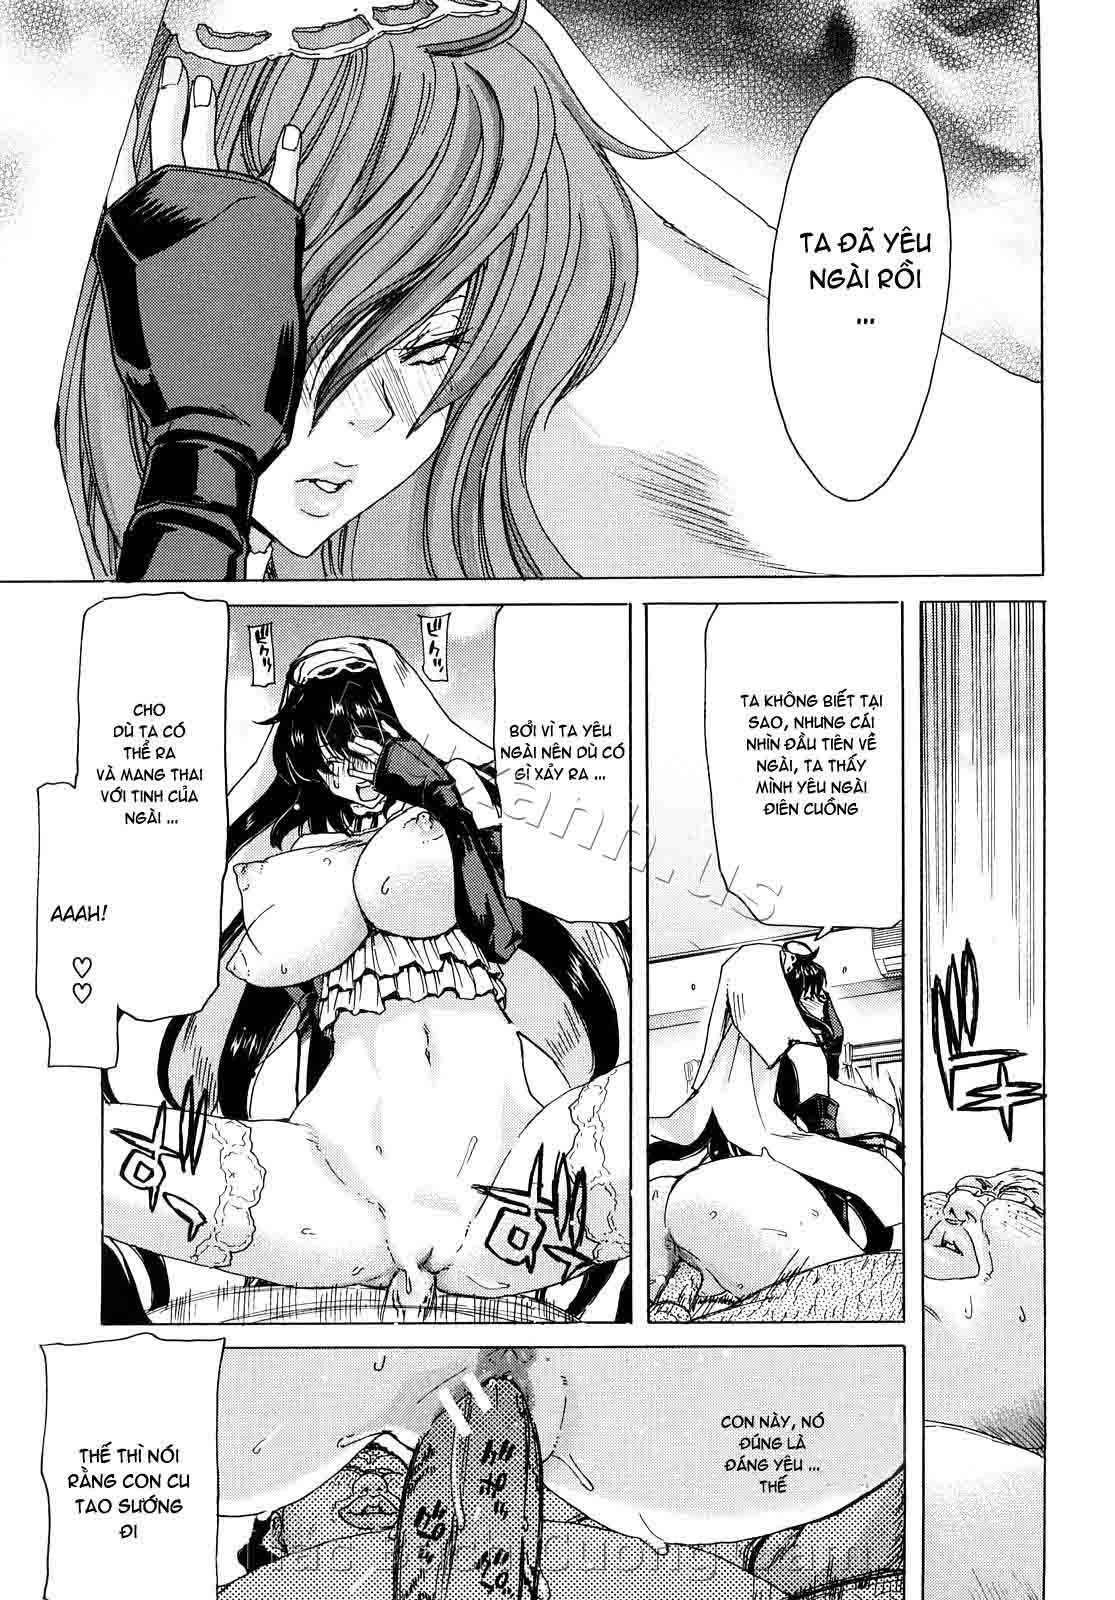 TA ĐÃ YÊU
NGÀI RỒI
...
TA KHÔNG BIẾT TẠI
SAO, NHƯNG CÁI
NHÌN ĐẦU TIÊN VỀ
NGÀI, TA THẤY
MÌNH YÊU NGÀI
ĐIÊN CUỒNG
BỞI VÌ TA YÊU
NGÀI NÊN DÙ CÓ
GÌ XẢY RA ...
CHO
DÙ TA CÓ
THỂ RA
VÀ MANG THAI
VỚI TINH CỦA
NGÀI ...
AAAH!
♡
♡
CON NÀY, NÓ
ĐÚNG LÀ
ĐÁNG YÊU ...
THẾ
THẾ THÌ NÓI
RẰNG CON CU
TAO SƯỚNG
ĐI